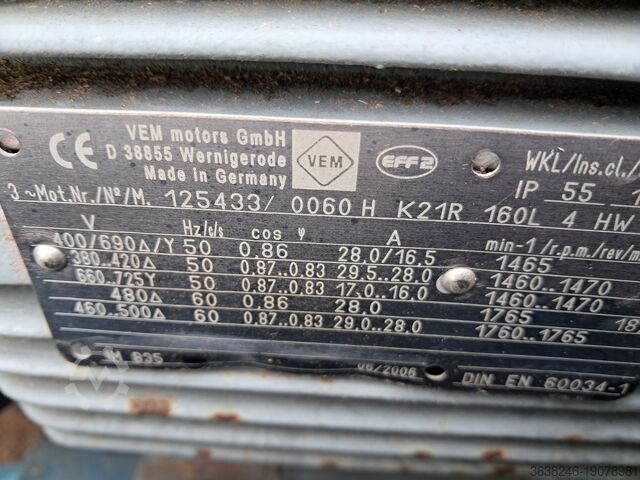 CE VEM motors GmbH VEM EFF2 WKL/Ins.cl./
D 38855 Wernigerode
Made in Germany IP 55
3~Mot.Nr./Nº/M. 125433/ 0060 H K21R 160L 4 HW
V Hz/c/s cos φ A min-1/r.p.m./rev/m
400/690Δ/Y 50 0.86 28.0/16.5 1465
380..420Δ 50 0.87..0.83 29.5..28.0 1460..1470
660..725Y 50 0.87..0.83 17.0..16.0 1460..1470
480Δ 60 0.86 28.0 1765 18
460..500Δ 60 0.87..0.83 29.0..28.0 1760..1765
IM B35 06/2006 DIN EN 60034-1
3636246-19078981